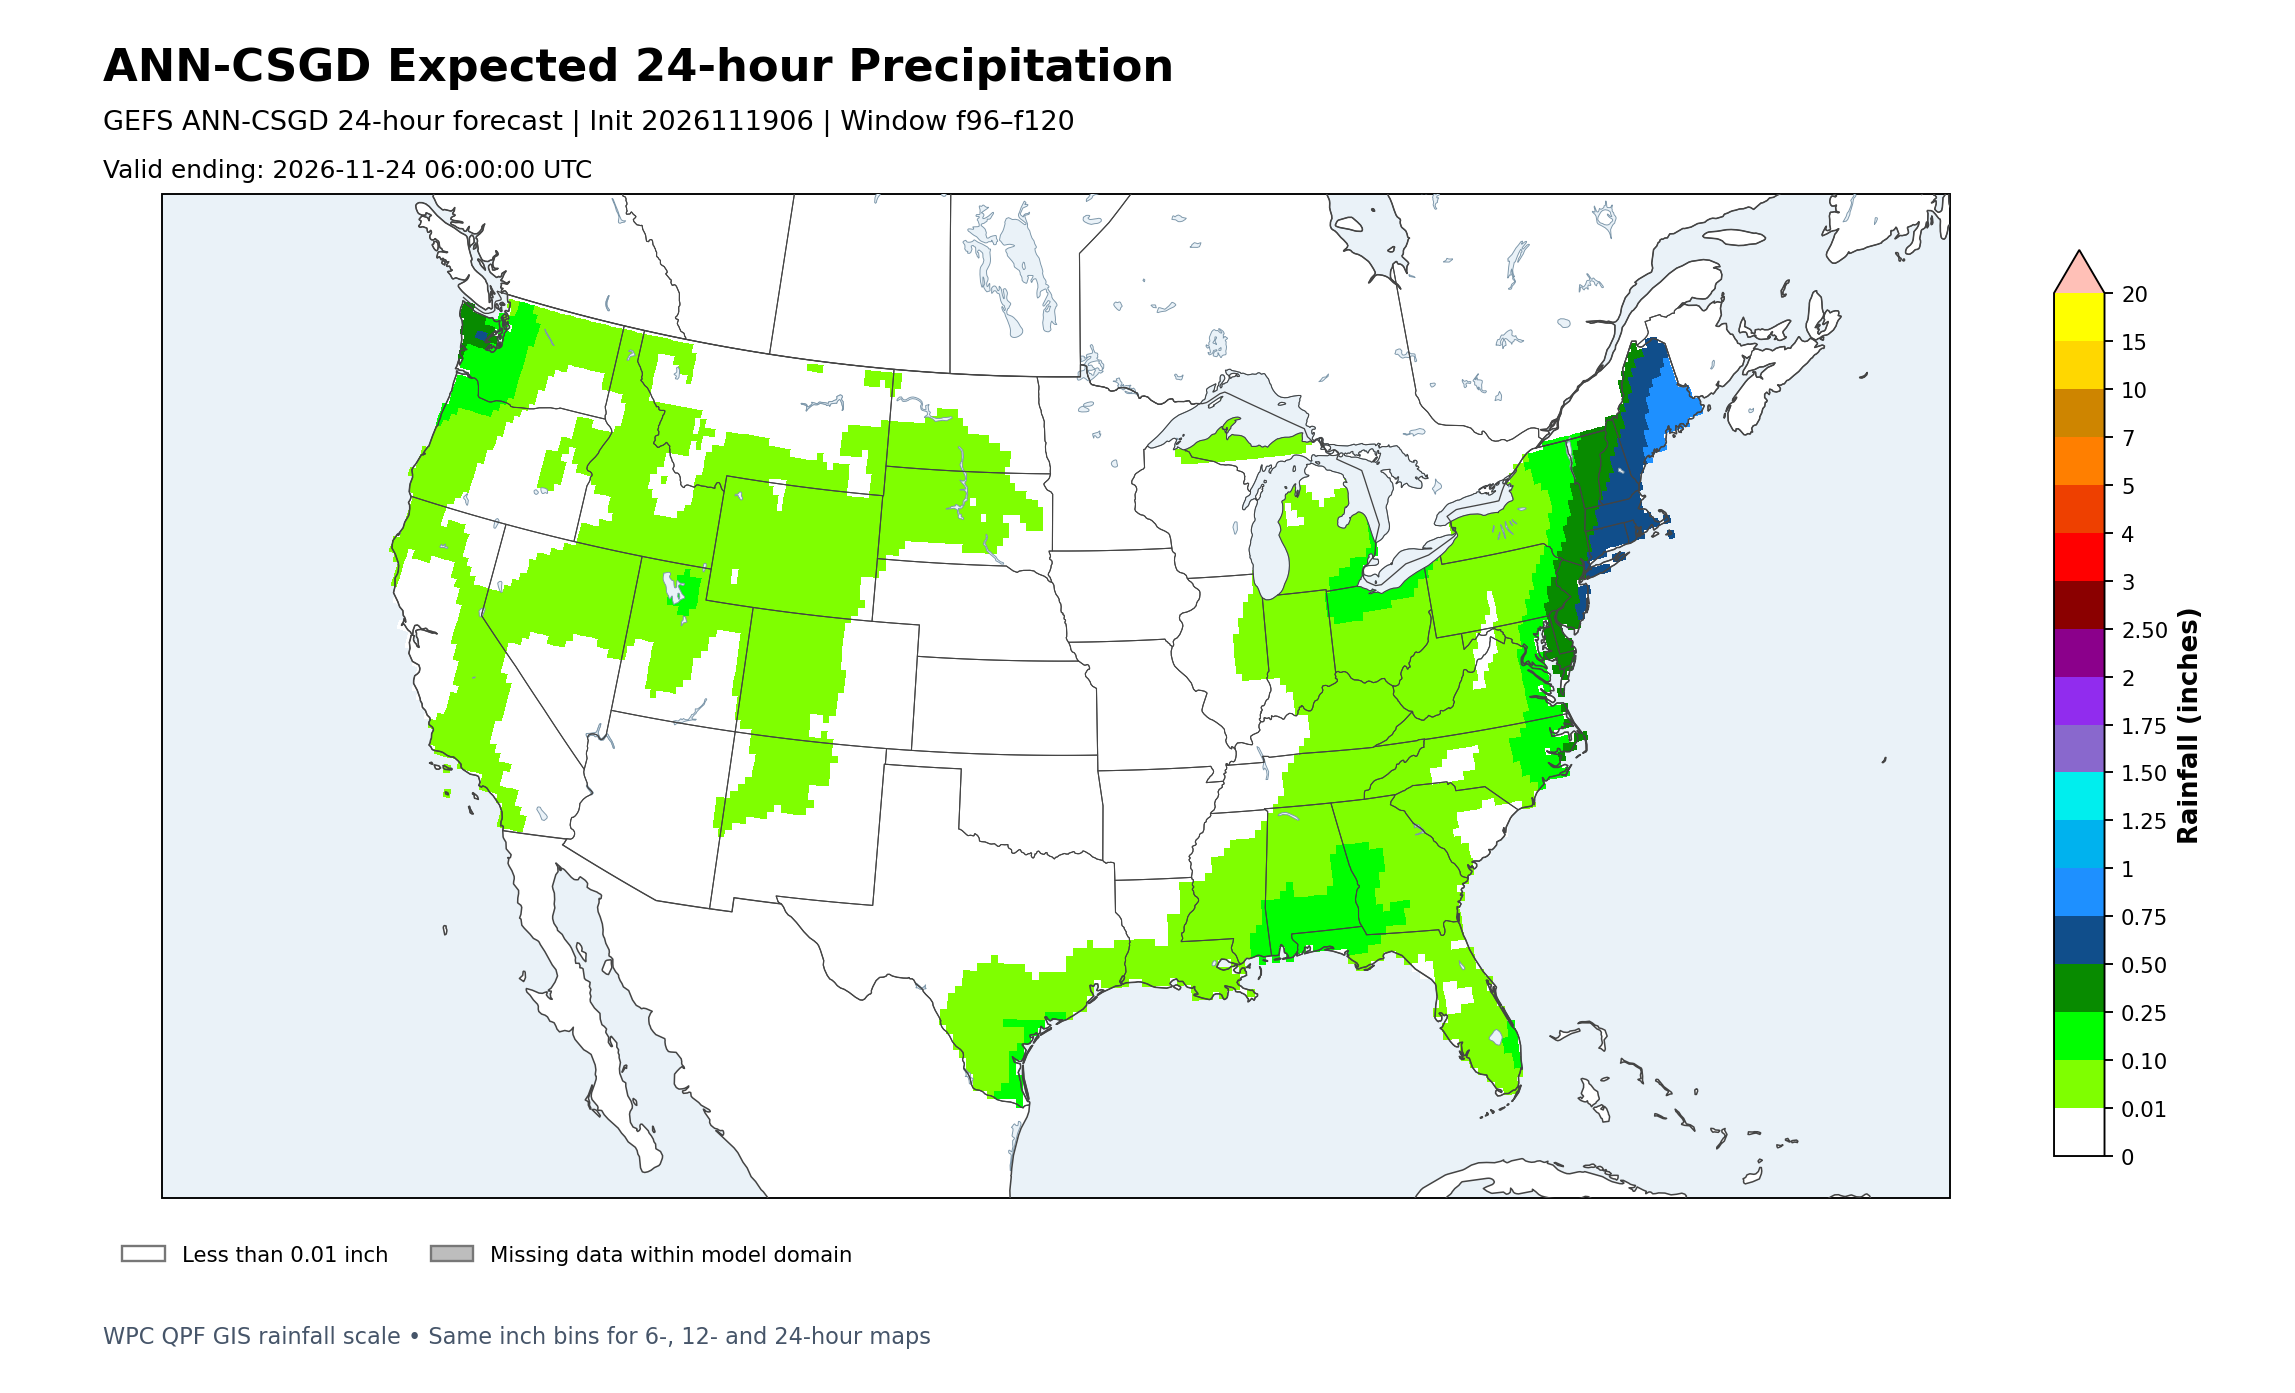 ANN-CSGD Expected 24-hour Precipitation
GEFS ANN-CSGD 24-hour forecast | Init 2026111906 | Window f96–f120
Valid ending: 2026-11-24 06:00:00 UTC
20
15
10
7
5
4
3
2.50
2
1.75
1.50
1.25
1
0.75
0.50
0.25
0.10
0.01
0
Rainfall (inches)
Less than 0.01 inch
Missing data within model domain
WPC QPF GIS rainfall scale • Same inch bins for 6-, 12- and 24-hour maps